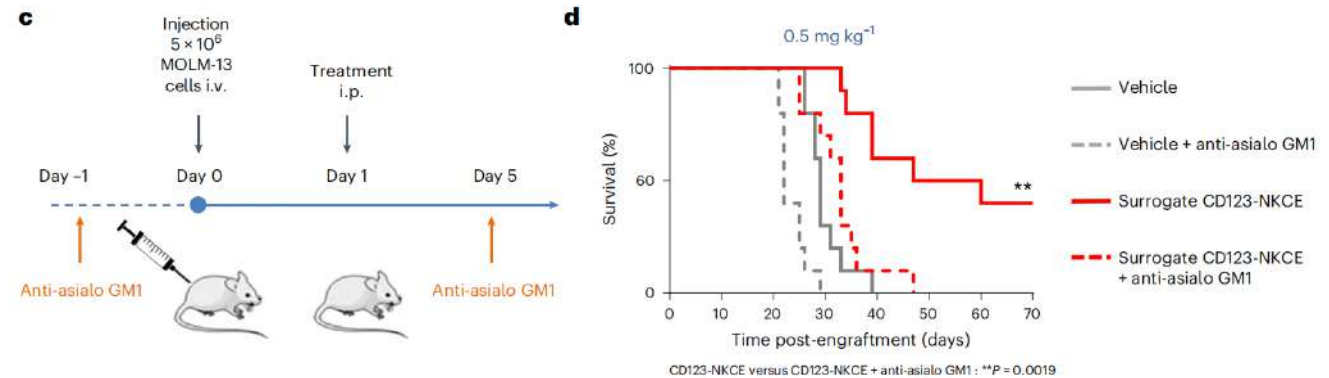 c
Injection
5 × 10⁶
MOLM-13
cells i.v.
Treatment
i.p.
Day –1
Day 0
Day 1
Day 5
Anti-asialo GM1
Anti-asialo GM1
d
0.5 mg kg⁻¹
100
60
0
Survival (%)
0
10
20
30
40
50
60
70
Time post-engraftment (days)
**
Vehicle
Vehicle + anti-asialo GM1
Surrogate CD123-NKCE
Surrogate CD123-NKCE
+ anti-asialo GM1
CD123-NKCE versus CD123-NKCE + anti-asialo GM1 : **P = 0.0019